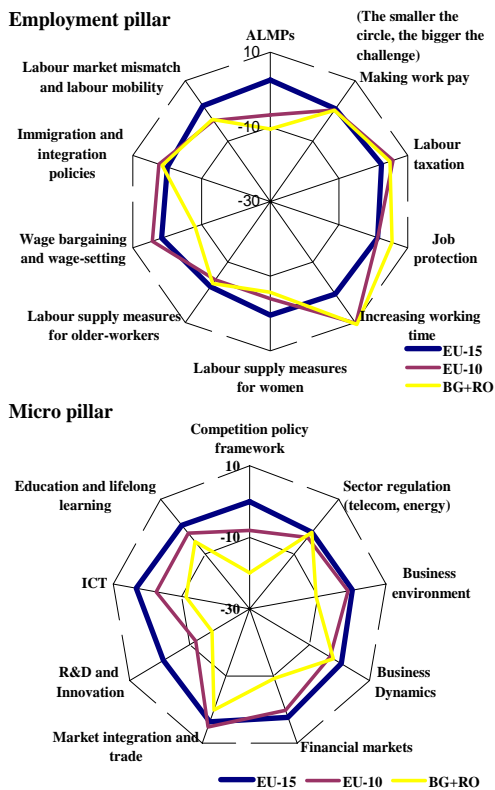 Employment pillar
(The smaller the
circle, the bigger the
challenge)
ALMPs
10
Making work pay
Labour market mismatch
and labour mobility
Labour
taxation
-10
Immigration and
integration
policies
-30
Job
protection
Wage bargaining
and wage-setting
Increasing working
time
Labour supply measures
for older-workers
Labour supply measures
for women
EU-15
EU-10
BG+RO
Micro pillar
Competition policy
framework
10
Sector regulation
(telecom, energy)
Education and lifelong
learning
-10
Business
environment
ICT
-30
Business
Dynamics
R&D and
Innovation
Financial markets
Market integration and
trade
EU-15 EU-10 BG+RO